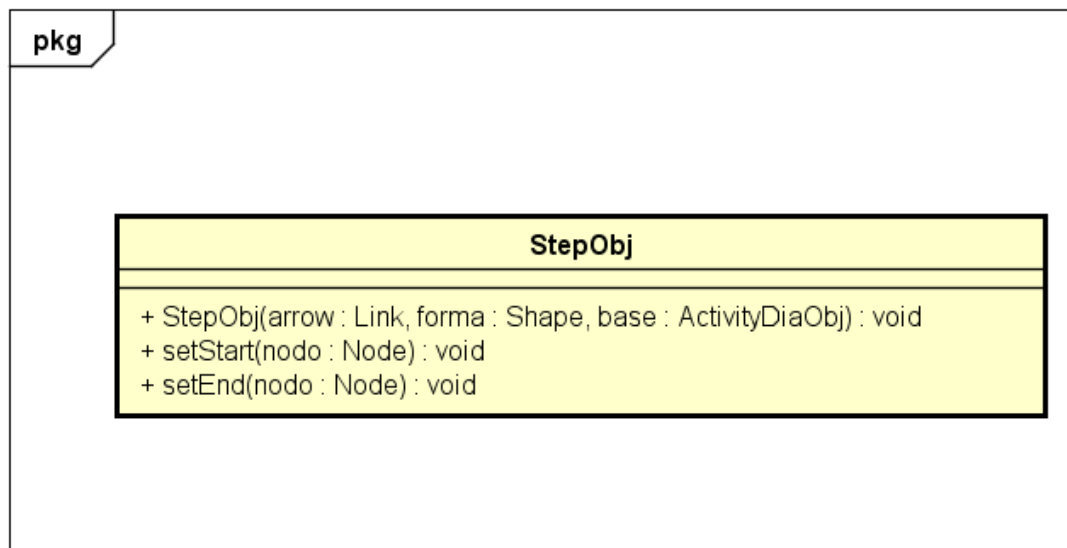 pkg
StepObj
+ StepObj(arrow : Link, forma : Shape, base : ActivityDiaObj) : void
+ setStart(nodo : Node) : void
+ setEnd(nodo : Node) : void